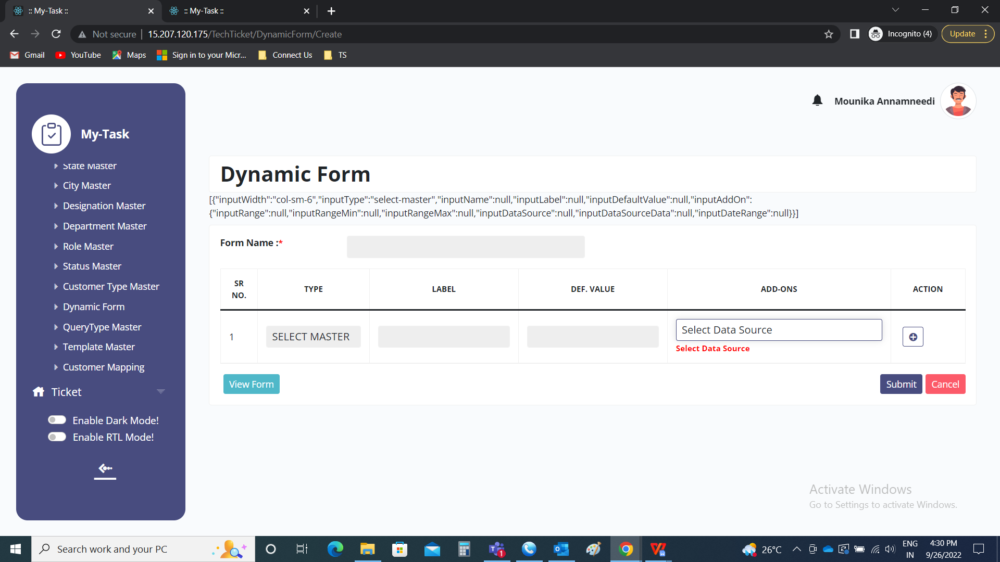 :: My-Task ::
:: My-Task ::
Not secure
15.207.120.175/TechTicket/DynamicForm/Create
Incognito (4)
Update
Gmail
YouTube
Maps
Sign in to your Micr...
Connect Us
TS
Mounika Annamneedi
My-Task
State Master
City Master
Designation Master
Department Master
Role Master
Status Master
Customer Type Master
Dynamic Form
QueryType Master
Template Master
Customer Mapping
Ticket
Enable Dark Mode!
Enable RTL Mode!
Dynamic Form
[{"inputWidth":"col-sm-6","inputType":"select-master","inputName":null,"inputLabel":null,"inputDefaultValue":null,"inputAddOn":
{"inputRange":null,"inputRangeMin":null,"inputRangeMax":null,"inputDataSource":null,"inputDataSourceData":null,"inputDateRange":null}}]
Form Name :*
SR NO.
TYPE
LABEL
DEF. VALUE
ADD-ONS
ACTION
1
SELECT MASTER
Select Data Source
Select Data Source
View Form
Submit
Cancel
Activate Windows
Go to Settings to activate Windows.
Search work and your PC
1
26°C
ENG
IN
4:30 PM
9/26/2022